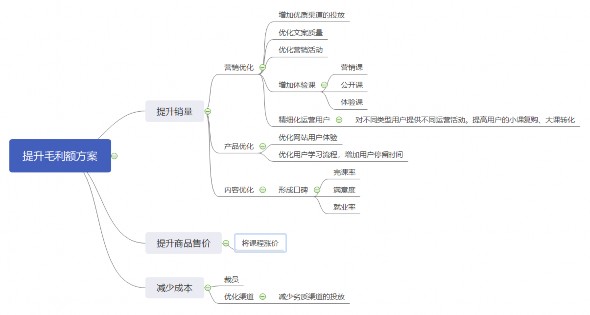 提升毛利额方案
提升销量
营销优化
增加优质渠道的投放
优化文案质量
优化营销活动
增加体验课
营销课
公开课
体验课
精细化运营用户
对不同类型用户提供不同运营活动，提高用户的小课复购、大课转化
产品优化
优化网站用户体验
优化用户学习流程，增加用户停留时间
内容优化
形成口碑
完课率
满意度
就业率
提升商品售价
将课程涨价
减少成本
裁员
优化渠道
减少劣质渠道的投放